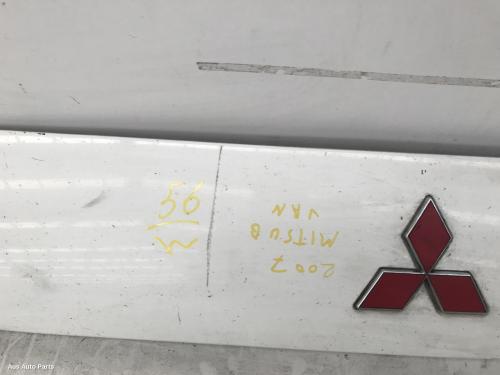 56
W
2007
MITSUB
VAN
Aus Auto Parts